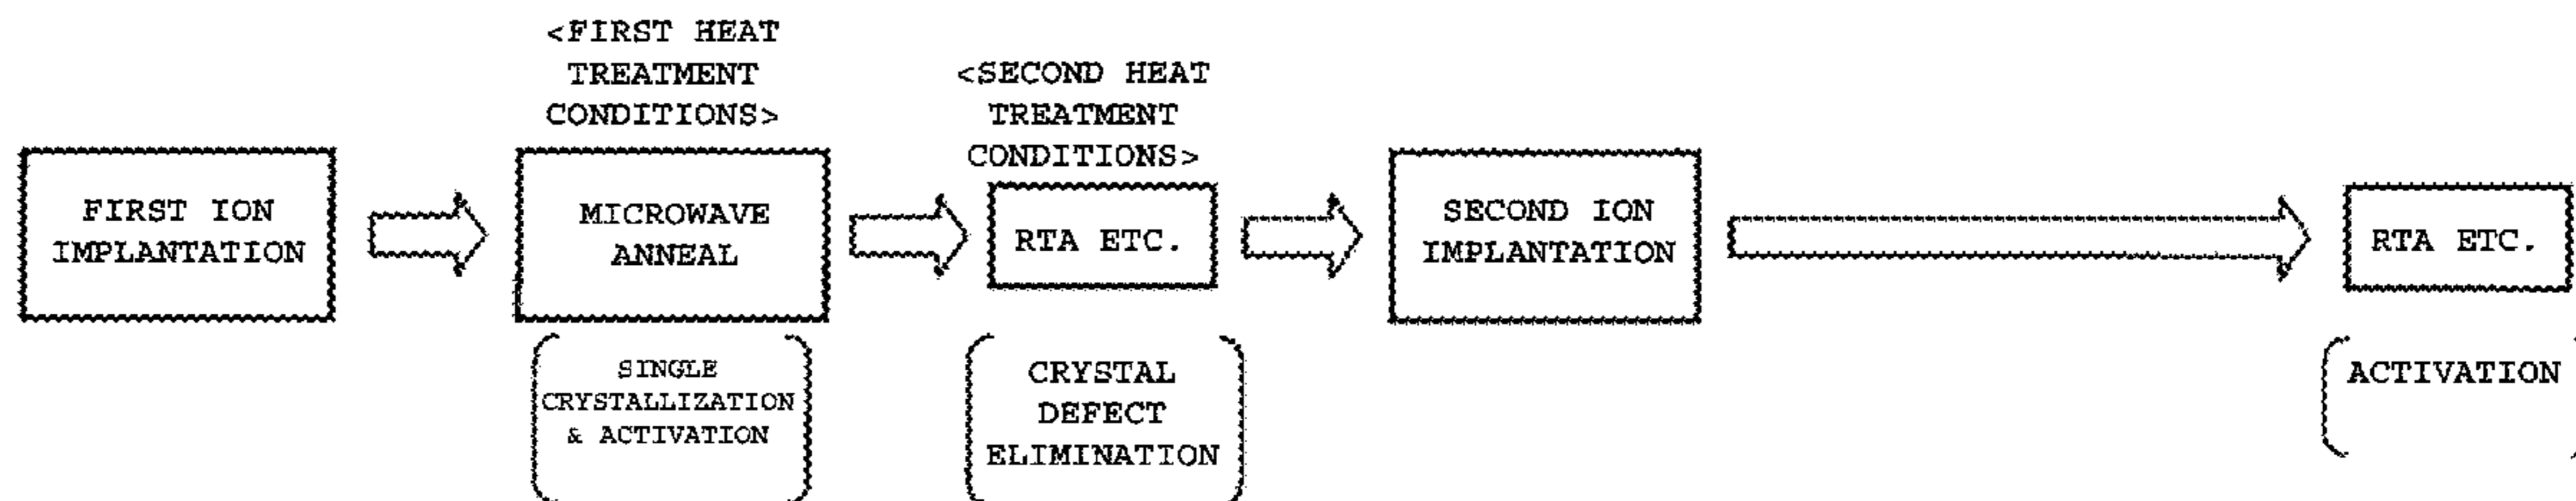 <FIRST HEAT
TREATMENT
CONDITIONS>
<SECOND HEAT
TREATMENT
CONDITIONS>
FIRST ION
IMPLANTATION
MICROWAVE
ANNEAL
RTA ETC.
SECOND ION
IMPLANTATION
RTA ETC.
SINGLE
CRYSTALLIZATION
& ACTIVATION
CRYSTAL
DEFECT
ELIMINATION
ACTIVATION